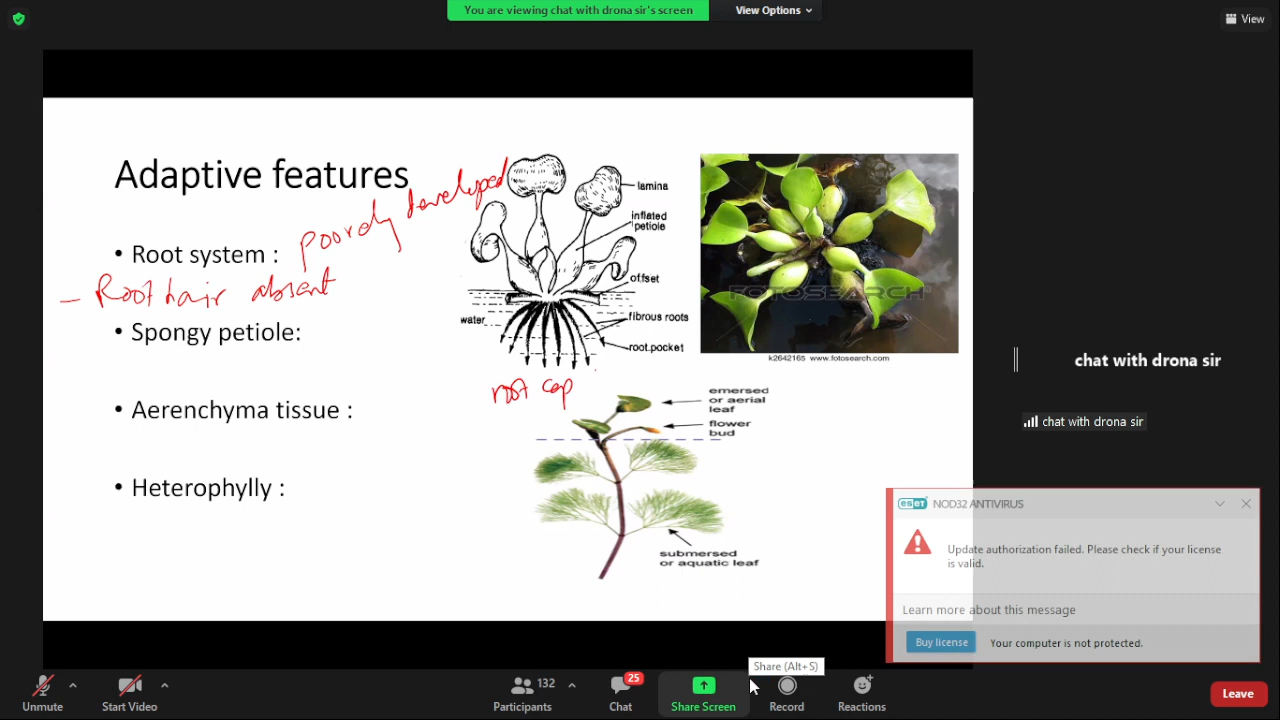 You are viewing chat with drona sir's screen
View Options
View
Adaptive features
• Root system : poorely developed
– Root hair absent
• Spongy petiole:
• Aerenchyma tissue :
• Heterophylly :
lamina
inflated
petiole
offset
water
fibrous roots
root.pocket
root cap
FOTOSEARCH
k2642165 www.fotosearch.com
emersed
or aerial
leaf
flower
bud
submersed
or aquatic leaf
chat with drona sir
chat with drona sir
eset NOD32 ANTIVIRUS
Update authorization failed. Please check if your license
is valid.
Learn more about this message
Buy license Your computer is not protected.
Share (Alt+S)
132
25
Unmute Start Video Participants Chat Share Screen Record Reactions Leave